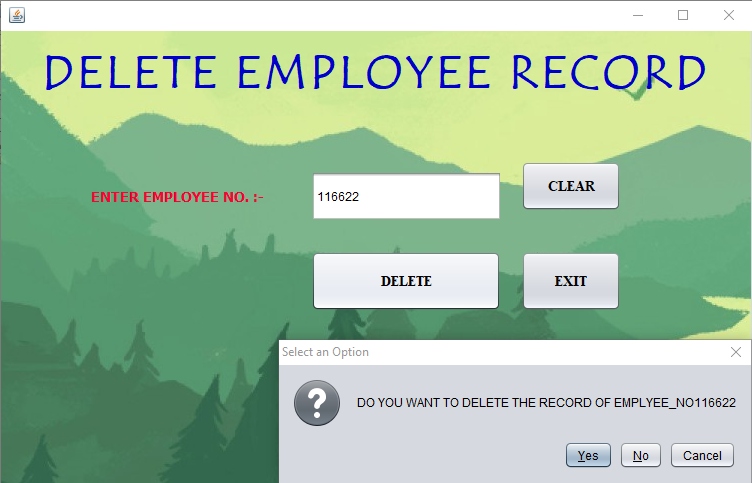 DELETE EMPLOYEE RECORD
ENTER EMPLOYEE NO. :-
116622
CLEAR
DELETE
EXIT
Select an Option
DO YOU WANT TO DELETE THE RECORD OF EMPLYEE_NO116622
Yes
No
Cancel